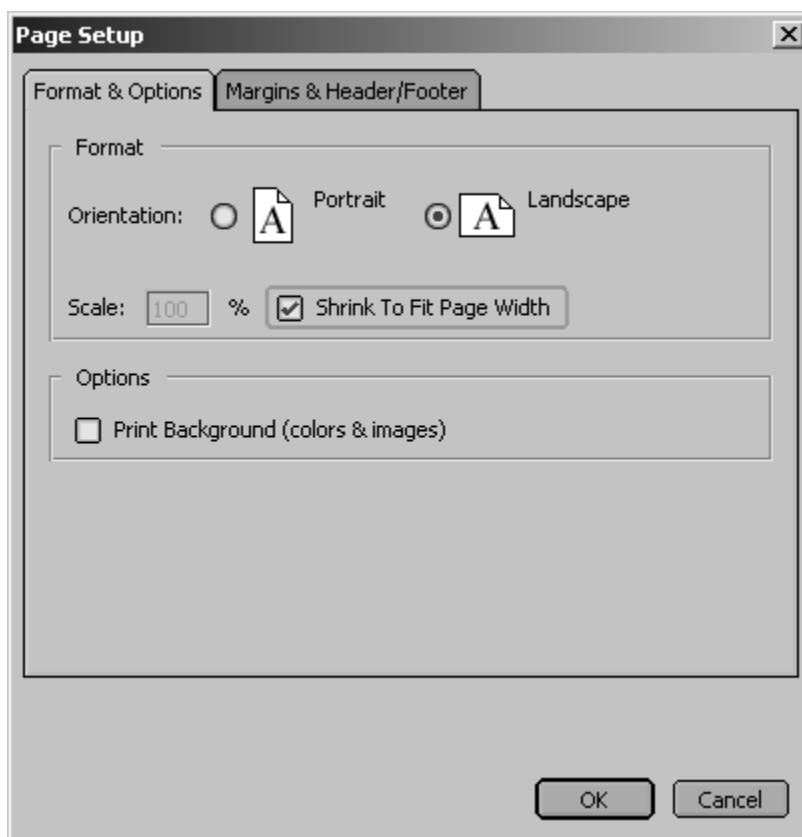 Page Setup
Format & Options Margins & Header/Footer
Format
Orientation: A Portrait A Landscape
Scale: 100 % Shrink To Fit Page Width
Options
Print Background (colors & images)
OK Cancel